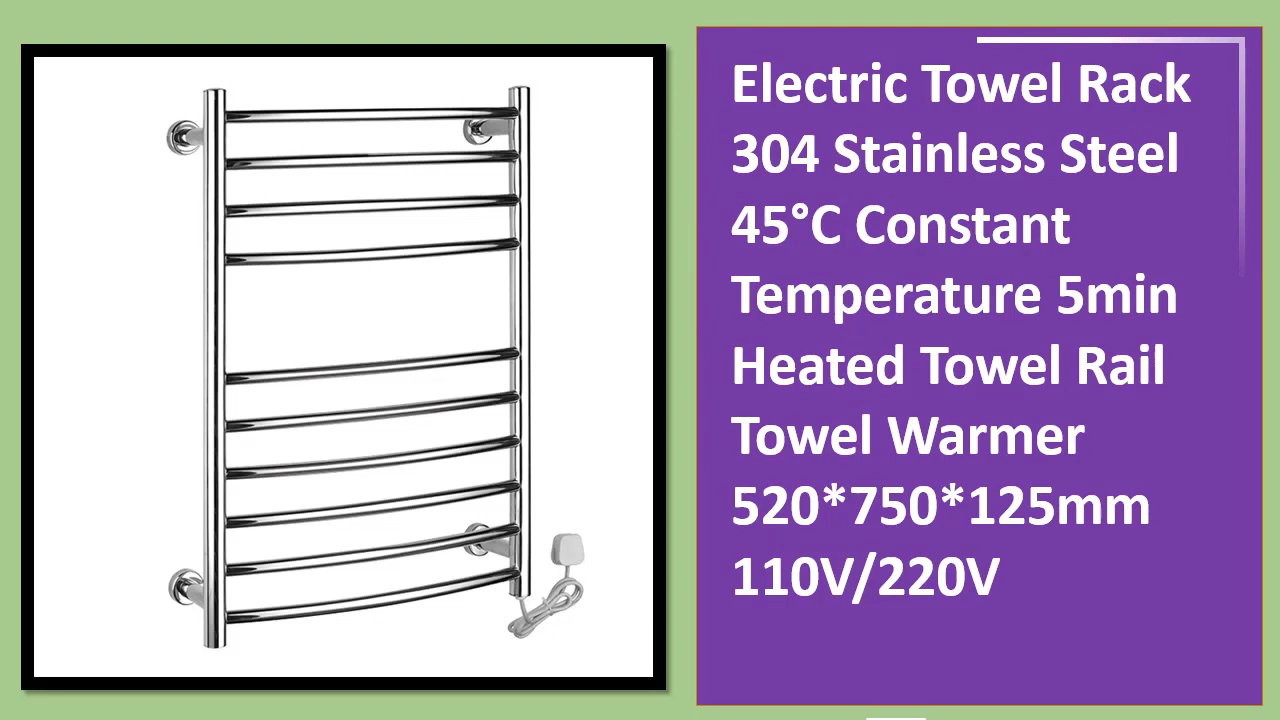 Electric Towel Rack
304 Stainless Steel
45°C Constant
Temperature 5min
Heated Towel Rail
Towel Warmer
520*750*125mm
110V/220V